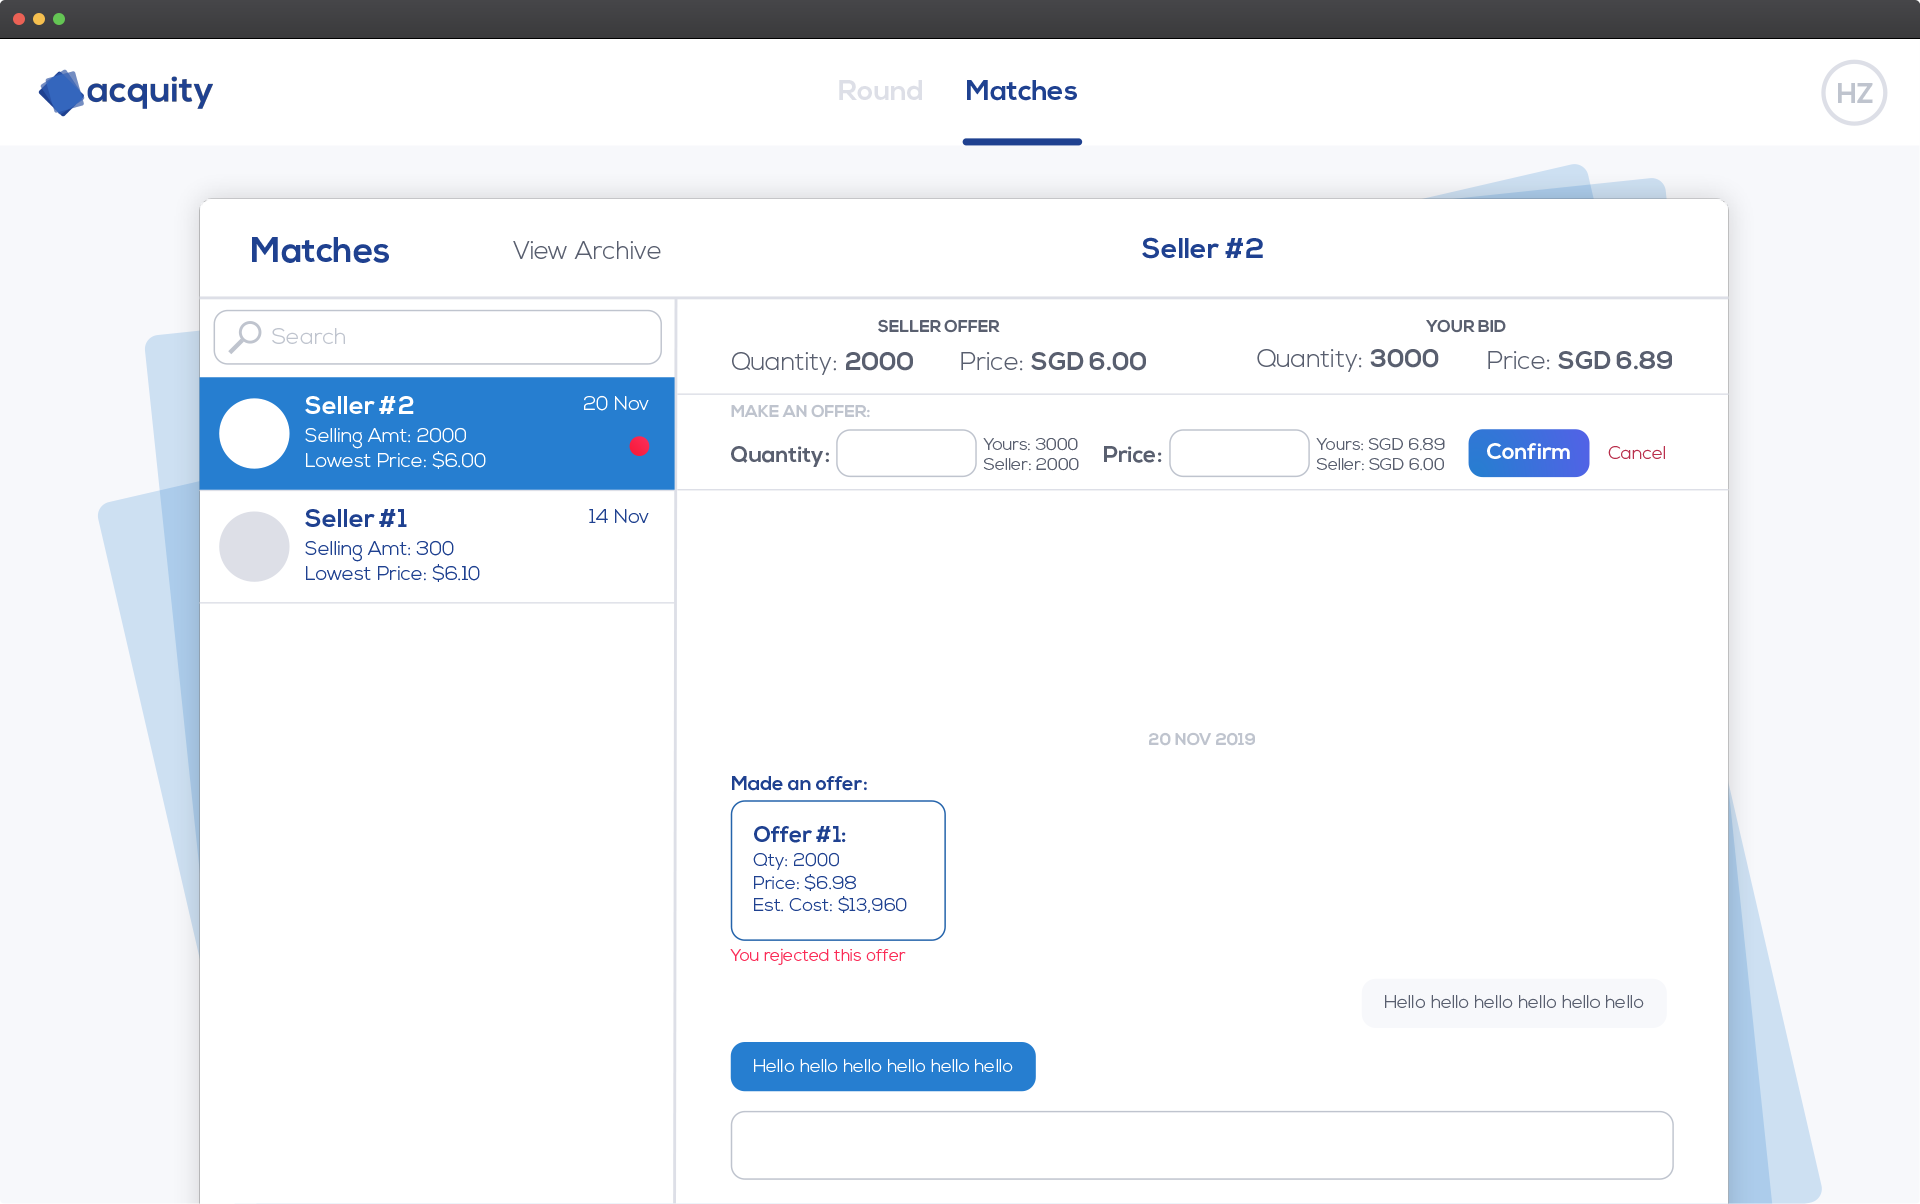 acquity
Round
Matches
HZ
Matches
View Archive
Seller #2
Search
Seller #2
20 Nov
Selling Amt: 2000
Lowest Price: $6.00
Seller #1
14 Nov
Selling Amt: 300
Lowest Price: $6.10
SELLER OFFER
Quantity: 2000 Price: SGD 6.00
YOUR BID
Quantity: 3000 Price: SGD 6.89
MAKE AN OFFER:
Quantity:
Yours: 3000
Seller: 2000
Price:
Yours: SGD 6.89
Seller: SGD 6.00
Confirm
Cancel
20 NOV 2019
Made an offer:
Offer #1:
Qty: 2000
Price: $6.98
Est. Cost: $13,960
You rejected this offer
Hello hello hello hello hello hello
Hello hello hello hello hello hello